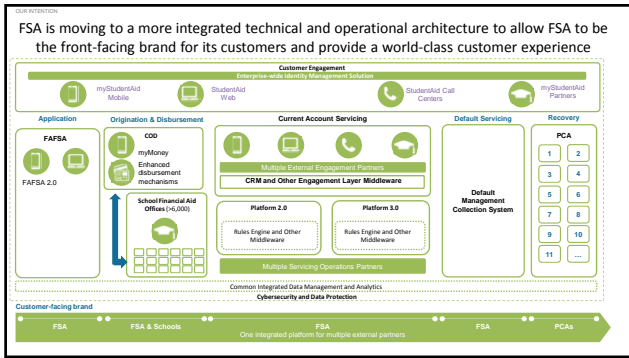 OUR INTENTION
FSA is moving to a more integrated technical and operational architecture to allow FSA to be
the front-facing brand for its customers and provide a world-class customer experience
Customer Engagement
Enterprise-wide Identity Management Solution
myStudentAid
Mobile
StudentAid
Web
StudentAid Call
Centers
myStudentAid
Partners
Application
Origination & Disbursement
Current Account Servicing
Default Servicing
Recovery
FAFSA
FAFSA 2.0
COD
myMoney
Enhanced
disbursement
mechanisms
School Financial Aid
Offices (>6,000)
Multiple External Engagement Partners
CRM and Other Engagement Layer Middleware
Platform 2.0
Rules Engine and Other
Middleware
Platform 3.0
Rules Engine and Other
Middleware
Multiple Servicing Operations Partners
Default
Management
Collection System
PCA
1 2
3 4
5 6
7 8
9 10
11 ...
Common Integrated Data Management and Analytics
Cybersecurity and Data Protection
Customer-facing brand
FSA
FSA & Schools
FSA
FSA
PCAs
One integrated platform for multiple external partners